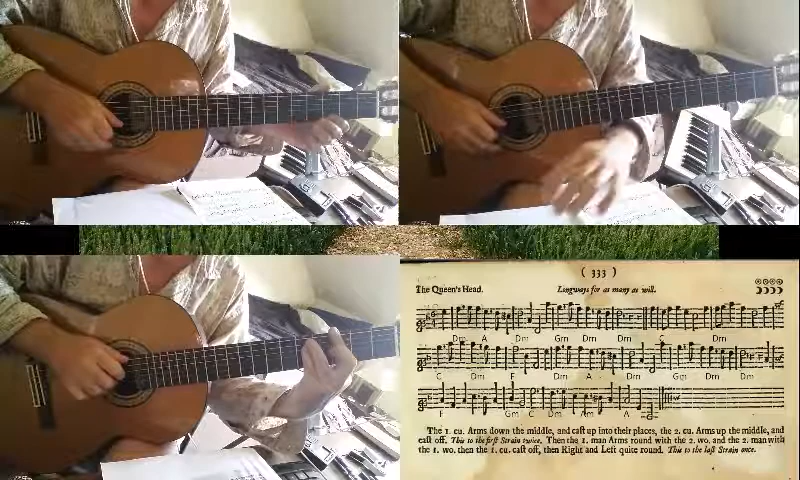 ( 333 )
The Queen's Head. Longways for as many as will.
Dm A Dm Gm Dm Dm C Dm
C Dm F Dm A Dm Gm Dm Dm
F Gm C Dm Am A d
The 1. cu. Arms down the middle, and cast up into their places, the 2. cu. Arms up the middle, and
cast off. This to the first Strain twice. Then the 1. man Arms round with the 2. wo. and the 2. man with
the 1. wo. then the 1. cu. cast off, then Right and Left quite round. This to the last Strain once.